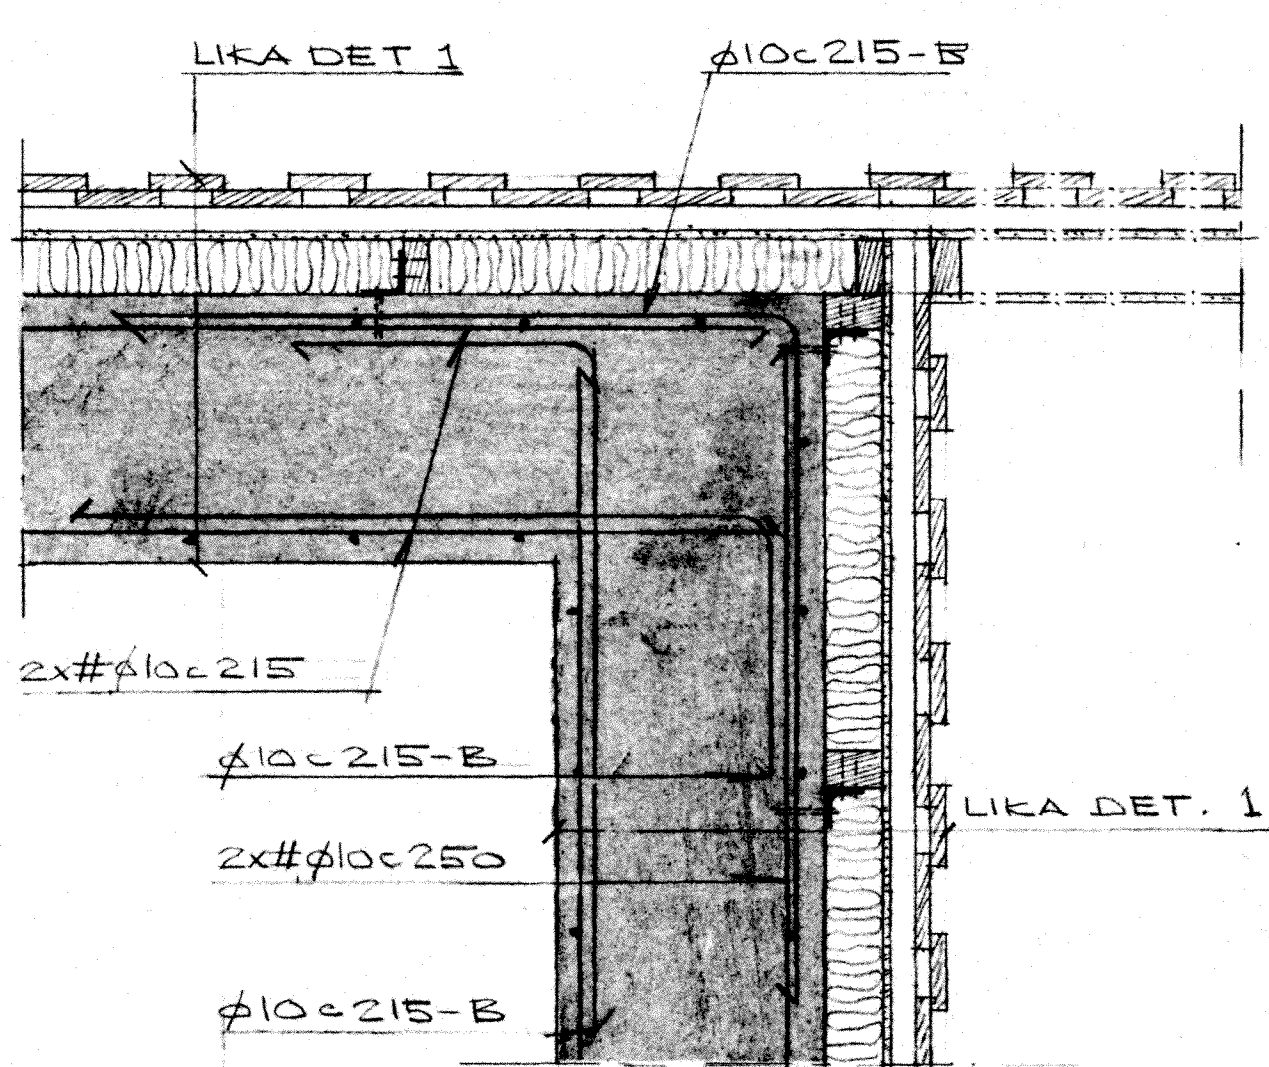 LIKA DET 1
ϕ10c215-B
2x#ϕ10c215
ϕ10c215-B
LIKA DET. 1
2x#ϕ10c250
ϕ10c215-B